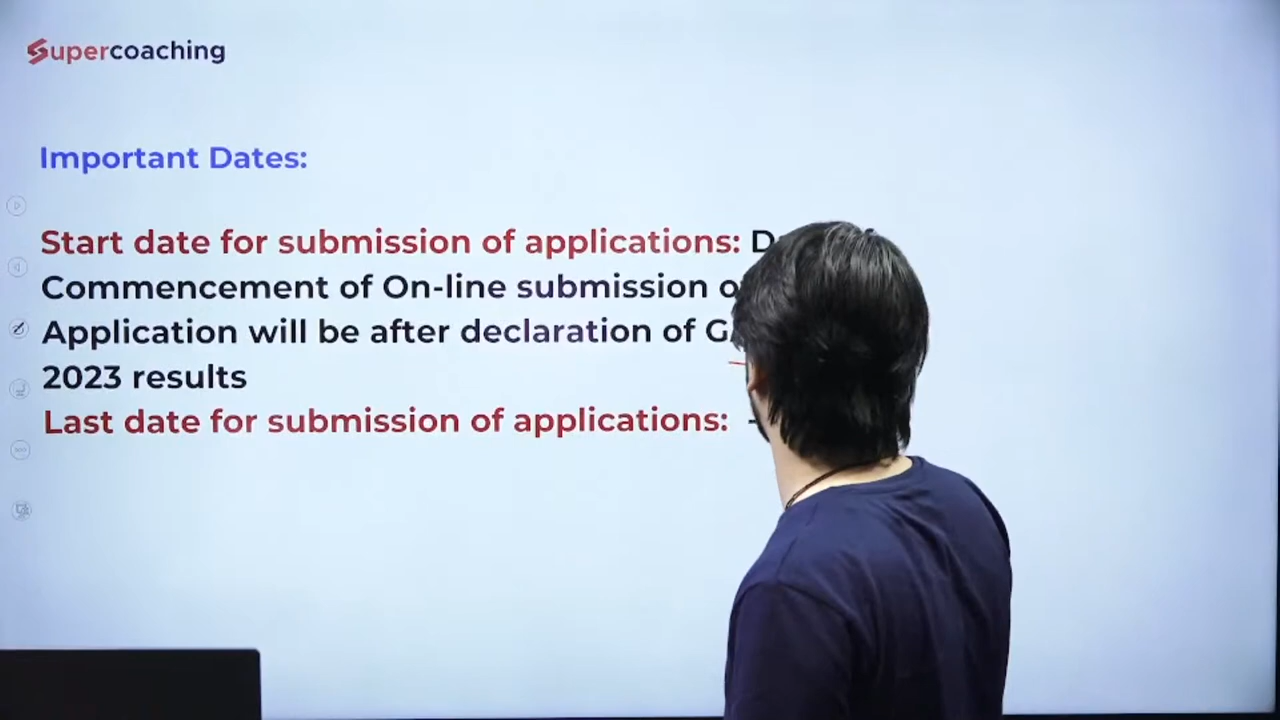 Supercoaching
Important Dates:
Start date for submission of applications:
Commencement of On-line submission
Application will be after declaration of
2023 results
Last date for submission of applications: -